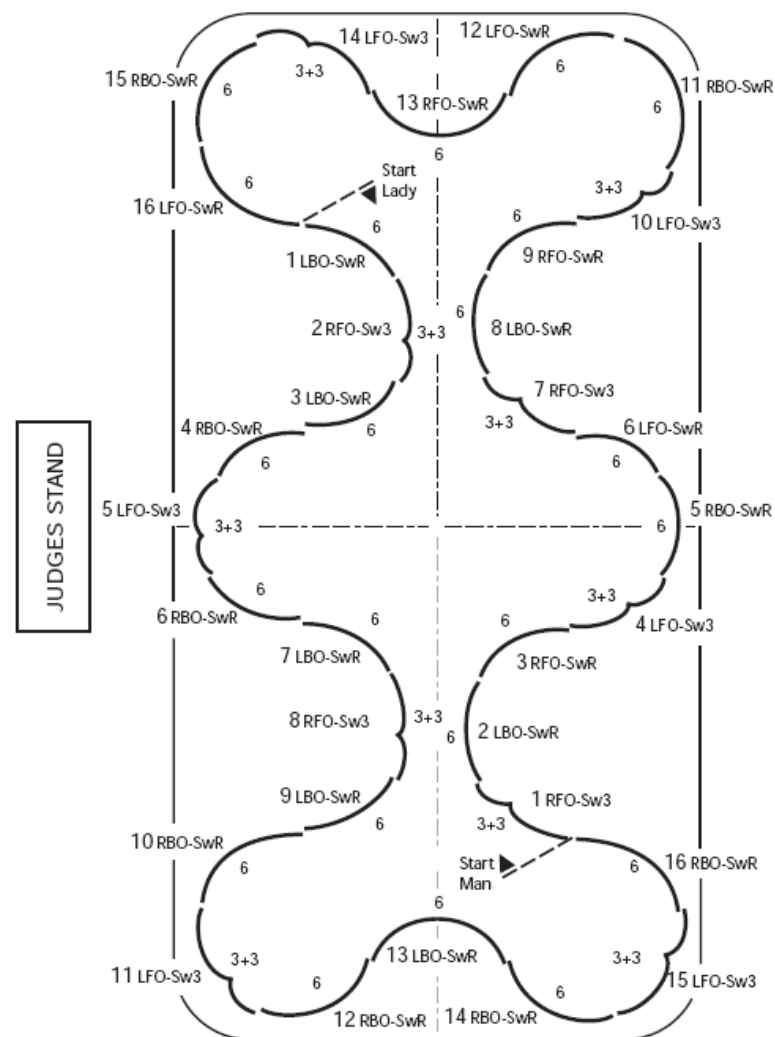 14 LFO-Sw3
12 LFO-SwR
15 RBO-SwR
6
3+3
6
11 RBO-SwR
13 RFO-SwR
6
6
Start
Lady
16 LFO-SwR
6
6
3+3
10 LFO-Sw3
6
1 LBO-SwR
9 RFO-SwR
2 RFO-Sw3
3+3
6
8 LBO-SwR
3 LBO-SwR
7 RFO-Sw3
4 RBO-SwR
6
3+3
6 LFO-SwR
6
6
5 LFO-Sw3
3+3
6
5 RBO-SwR
JUDGES STAND
6 RBO-SwR
6
6
6
3+3
4 LFO-Sw3
7 LBO-SwR
3 RFO-SwR
8 RFO-Sw3
3+3
6
2 LBO-SwR
9 LBO-SwR
1 RFO-Sw3
10 RBO-SwR
6
3+3
6
Start
Man
6
16 RBO-SwR
6
11 LFO-Sw3
3+3
13 LBO-SwR
3+3
15 LFO-Sw3
6
6
12 RBO-SwR
14 RBO-SwR